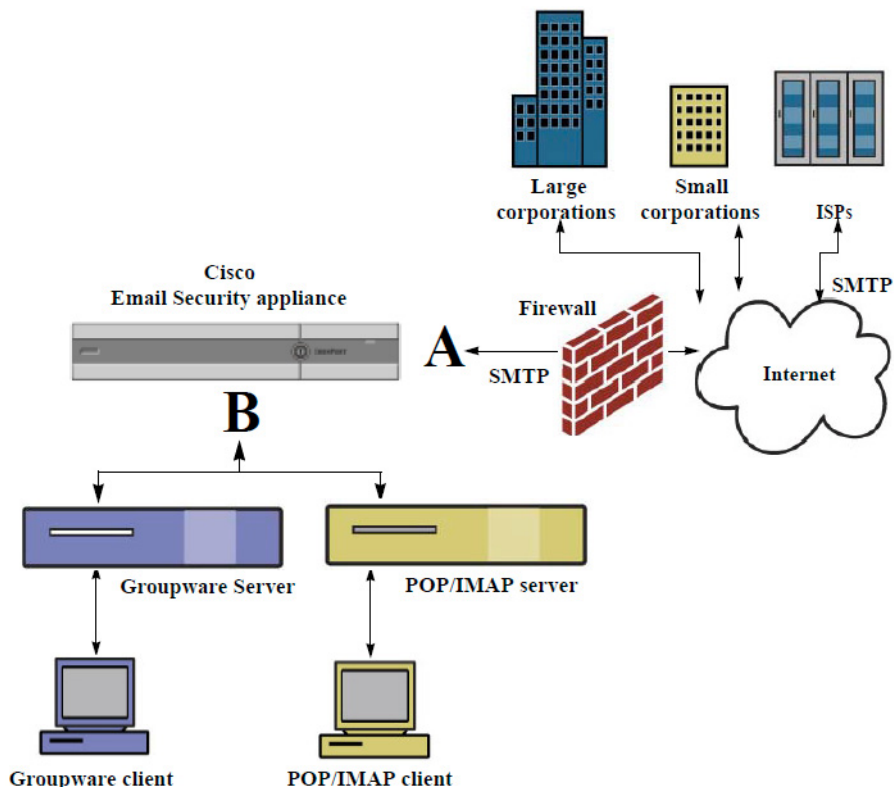 Large
corporations
Small
corporations
ISPs
Cisco
Email Security appliance
SMTP
Firewall
A
SMTP
Internet
B
Groupware Server
POP/IMAP server
Groupware client
POP/IMAP client